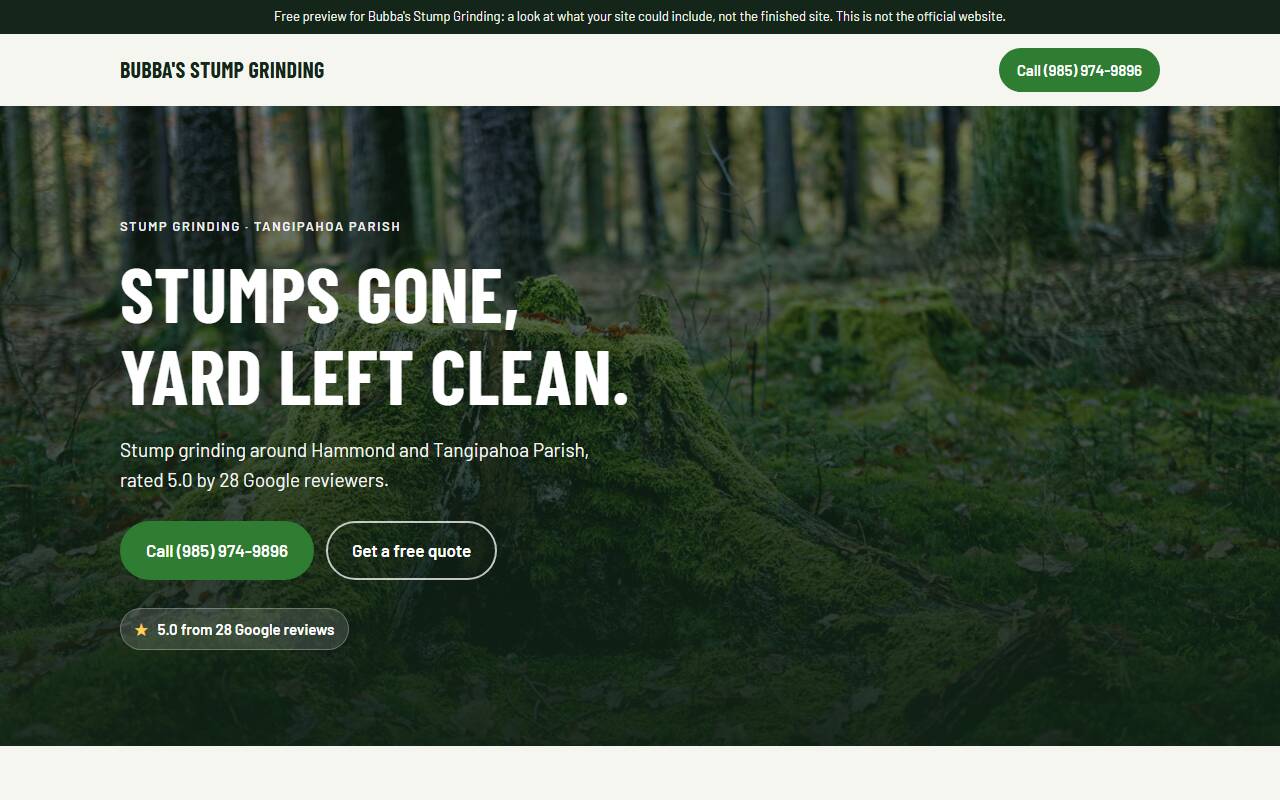 Free preview for Bubba's Stump Grinding: a look at what your site could include, not the finished site. This is not the official website.
BUBBA'S STUMP GRINDING
Call (985) 974-9896
STUMP GRINDING · TANGIPAHOA PARISH
STUMPS GONE,
YARD LEFT CLEAN.
Stump grinding around Hammond and Tangipahoa Parish,
rated 5.0 by 28 Google reviewers.
Call (985) 974-9896
Get a free quote
★ 5.0 from 28 Google reviews